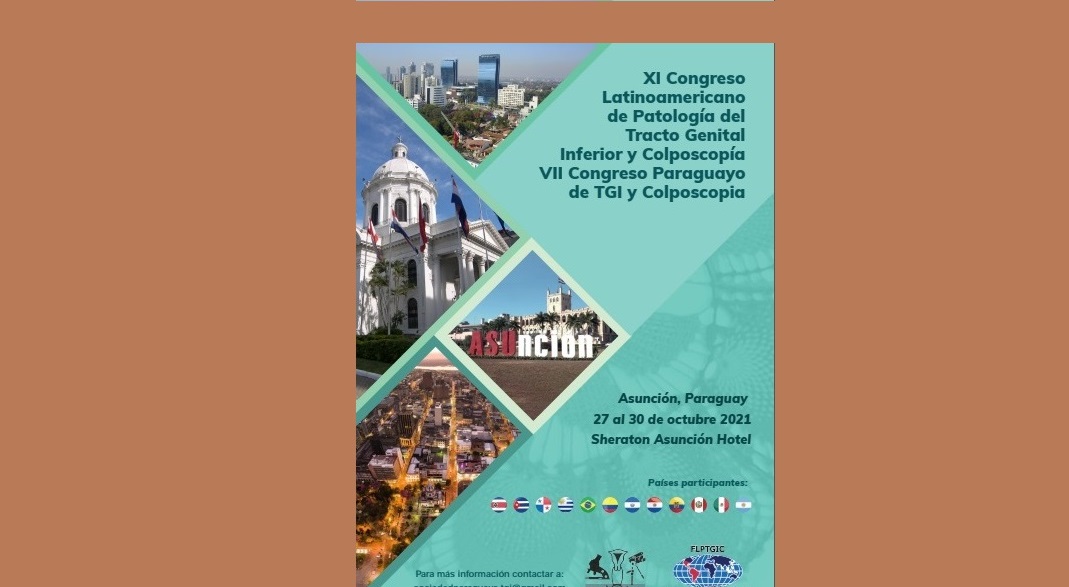 XI Congreso
Latinoamericano
de Patología del
Tracto Genital
Inferior y Colposcopía
VII Congreso Paraguayo
de TGI y Colposcopia
ASUnción
Asunción, Paraguay
27 al 30 de octubre 2021
Sheraton Asunción Hotel
Países participantes:
FLPTGIC
Para más información contactar a: